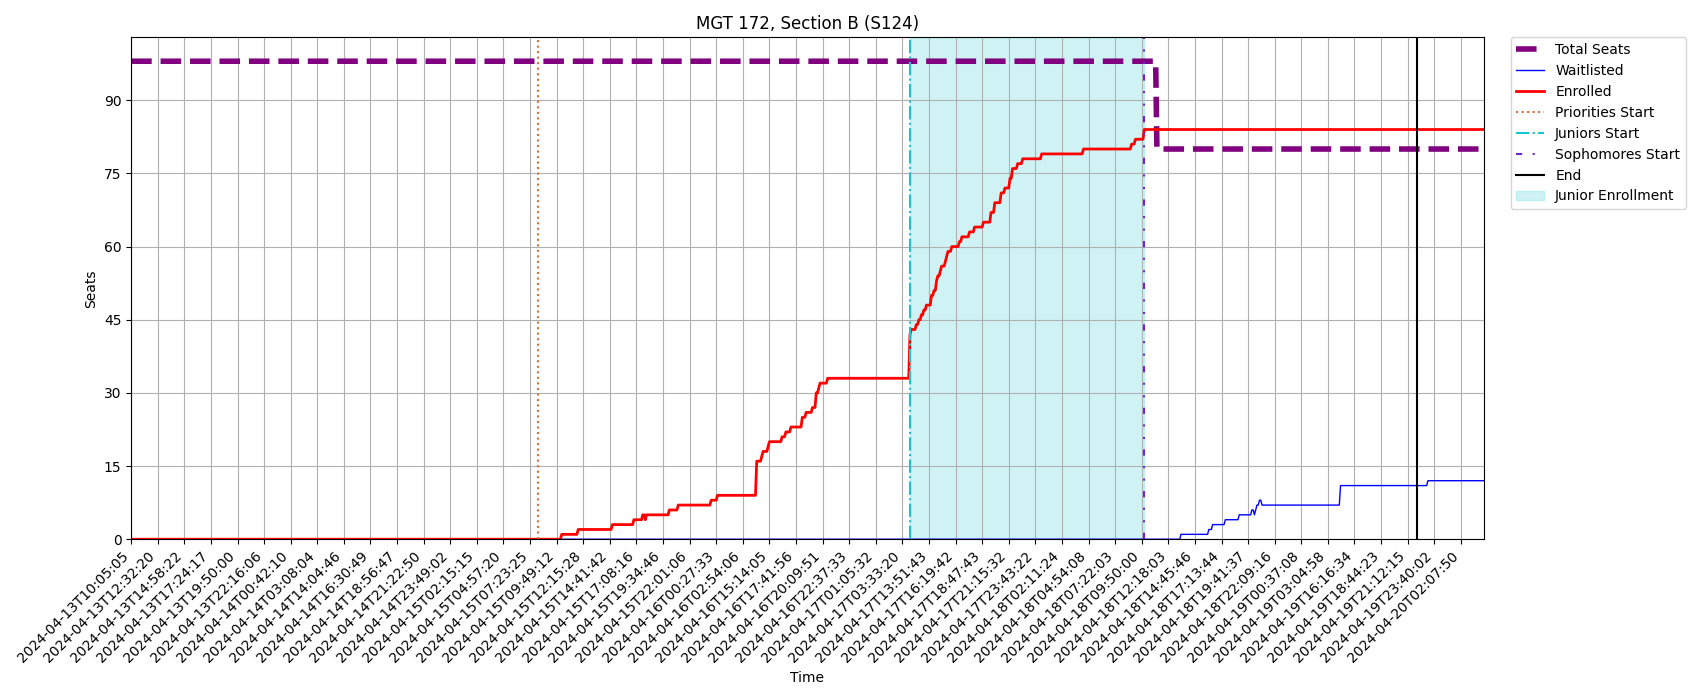 MGT 172, Section B (S124)
Total Seats
Waitlisted
Enrolled
Priorities Start
Juniors Start
Sophomores Start
End
Junior Enrollment
Seats
90
75
60
45
30
15
0
2024-04-13T10:05:05
2024-04-13T12:32:20
2024-04-13T14:58:22
2024-04-13T17:24:17
2024-04-13T19:50:00
2024-04-13T22:16:06
2024-04-14T00:42:10
2024-04-14T03:08:04
2024-04-14T14:04:46
2024-04-14T16:30:49
2024-04-14T18:56:47
2024-04-14T21:22:50
2024-04-14T23:49:02
2024-04-15T02:15:15
2024-04-15T04:57:20
2024-04-15T07:23:25
2024-04-15T09:49:12
2024-04-15T12:15:28
2024-04-15T14:41:42
2024-04-15T17:08:16
2024-04-15T19:34:46
2024-04-15T22:01:06
2024-04-16T00:27:33
2024-04-16T02:54:06
2024-04-16T15:14:05
2024-04-16T17:41:56
2024-04-16T20:09:51
2024-04-16T22:37:33
2024-04-17T01:05:32
2024-04-17T03:33:20
2024-04-17T13:51:43
2024-04-17T16:19:42
2024-04-17T18:47:43
2024-04-17T21:15:32
2024-04-17T23:43:22
2024-04-18T02:11:24
2024-04-18T04:54:08
2024-04-18T07:22:03
2024-04-18T09:50:00
2024-04-18T12:18:03
2024-04-18T14:45:46
2024-04-18T17:13:44
2024-04-18T19:41:37
2024-04-18T22:09:16
2024-04-19T00:37:08
2024-04-19T03:04:58
2024-04-19T16:16:34
2024-04-19T18:44:23
2024-04-19T21:12:15
2024-04-19T23:40:02
2024-04-20T02:07:50
Time